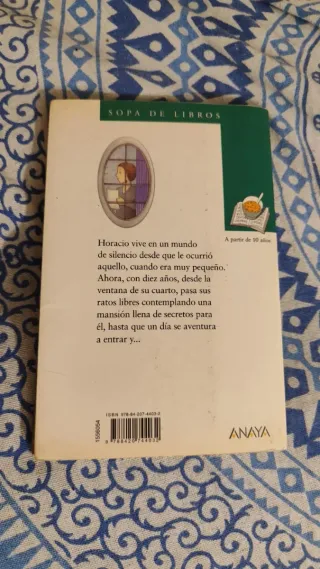 SOPA DE LIBROS
A partir de 10 años
Horacio vive en un mundo
de silencio desde que le ocurrió
aquello, cuando era muy pequeño.
Ahora, con diez años, desde la
ventana de su cuarto, pasa sus
ratos libres contemplando una
mansión llena de secretos para
él, hasta que un día se aventura
a entrar y...
ANAYA